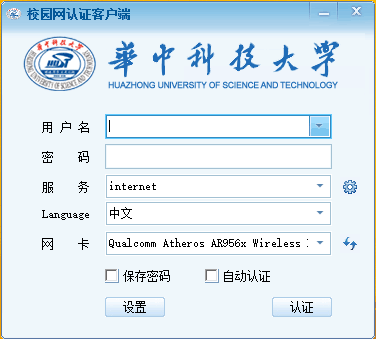 校园网认证客户端
華中科技大学
HUAZHONG UNIVERSITY OF SCIENCE AND TECHNOLOGY
用户名
密码
服务 internet
Language 中文
网卡 Qualcomm Atheros AR956x Wireless
保存密码 自动认证
设置 认证